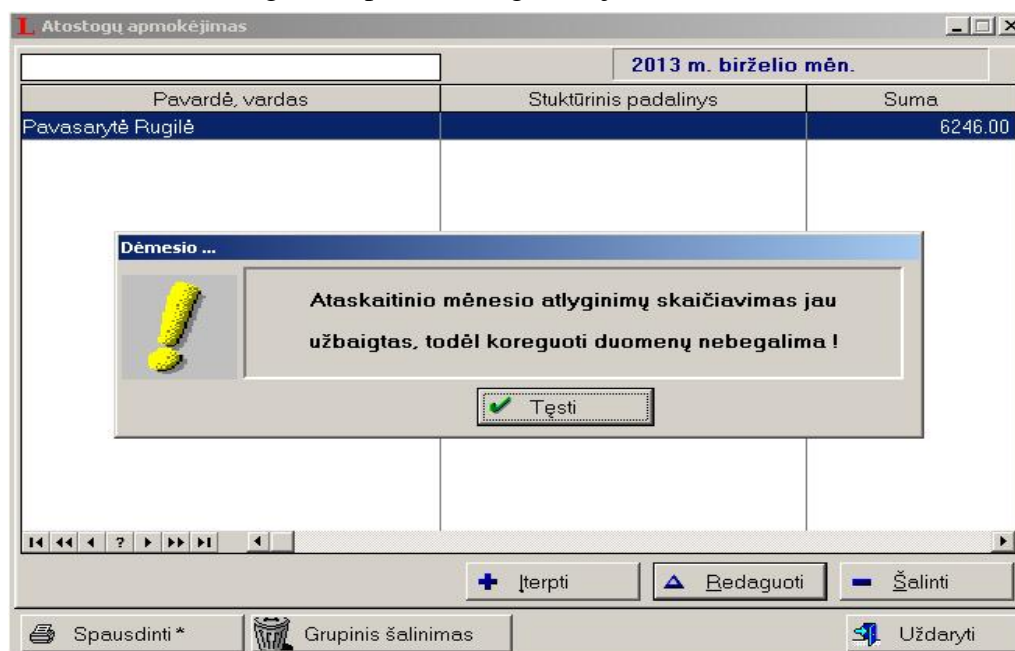 L Atostogų apmokėjimas
2013 m. birželio mėn.
Pavardė, vardas Stuktūrinis padalinys Suma
Pavasarytė Rugilė 6246.00
Dėmesio ...
Ataskaitinio mėnesio atlyginimų skaičiavimas jau
užbaigtas, todėl koreguoti duomenų nebegalima !
Tęsti
?
Įterpti Redaguoti Šalinti
Spausdinti * Grupinis šalinimas Uždaryti